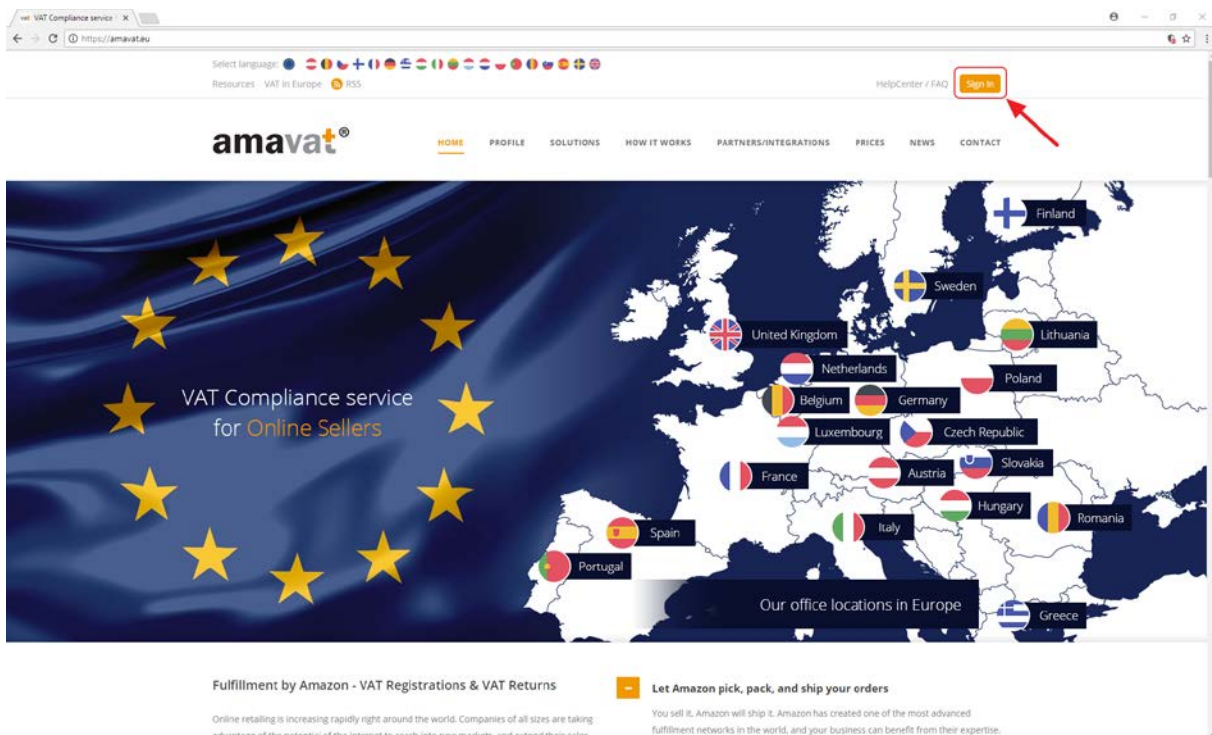 VAT Compliance service
https://amavat.eu
Select language:
Resources VAT in Europe RSS
HelpCenter / FAQ Sign In
amavat®
HOME PROFILE SOLUTIONS HOW IT WORKS PARTNERS/INTEGRATIONS PRICES NEWS CONTACT
Finland
Sweden
United Kingdom
Lithuania
Netherlands
Poland
Belgium
Germany
VAT Compliance service
for Online Sellers
Luxembourg
Czech Republic
Slovakia
France
Austria
Hungary
Romania
Spain
Italy
Portugal
Our office locations in Europe
Greece
Fulfillment by Amazon - VAT Registrations & VAT Returns
Online retailing is increasing rapidly right around the world. Companies of all sizes are taking
Let Amazon pick, pack, and ship your orders
You sell it, Amazon will ship it. Amazon has created one of the most advanced
fulfillment networks in the world, and your business can benefit from their expertise.